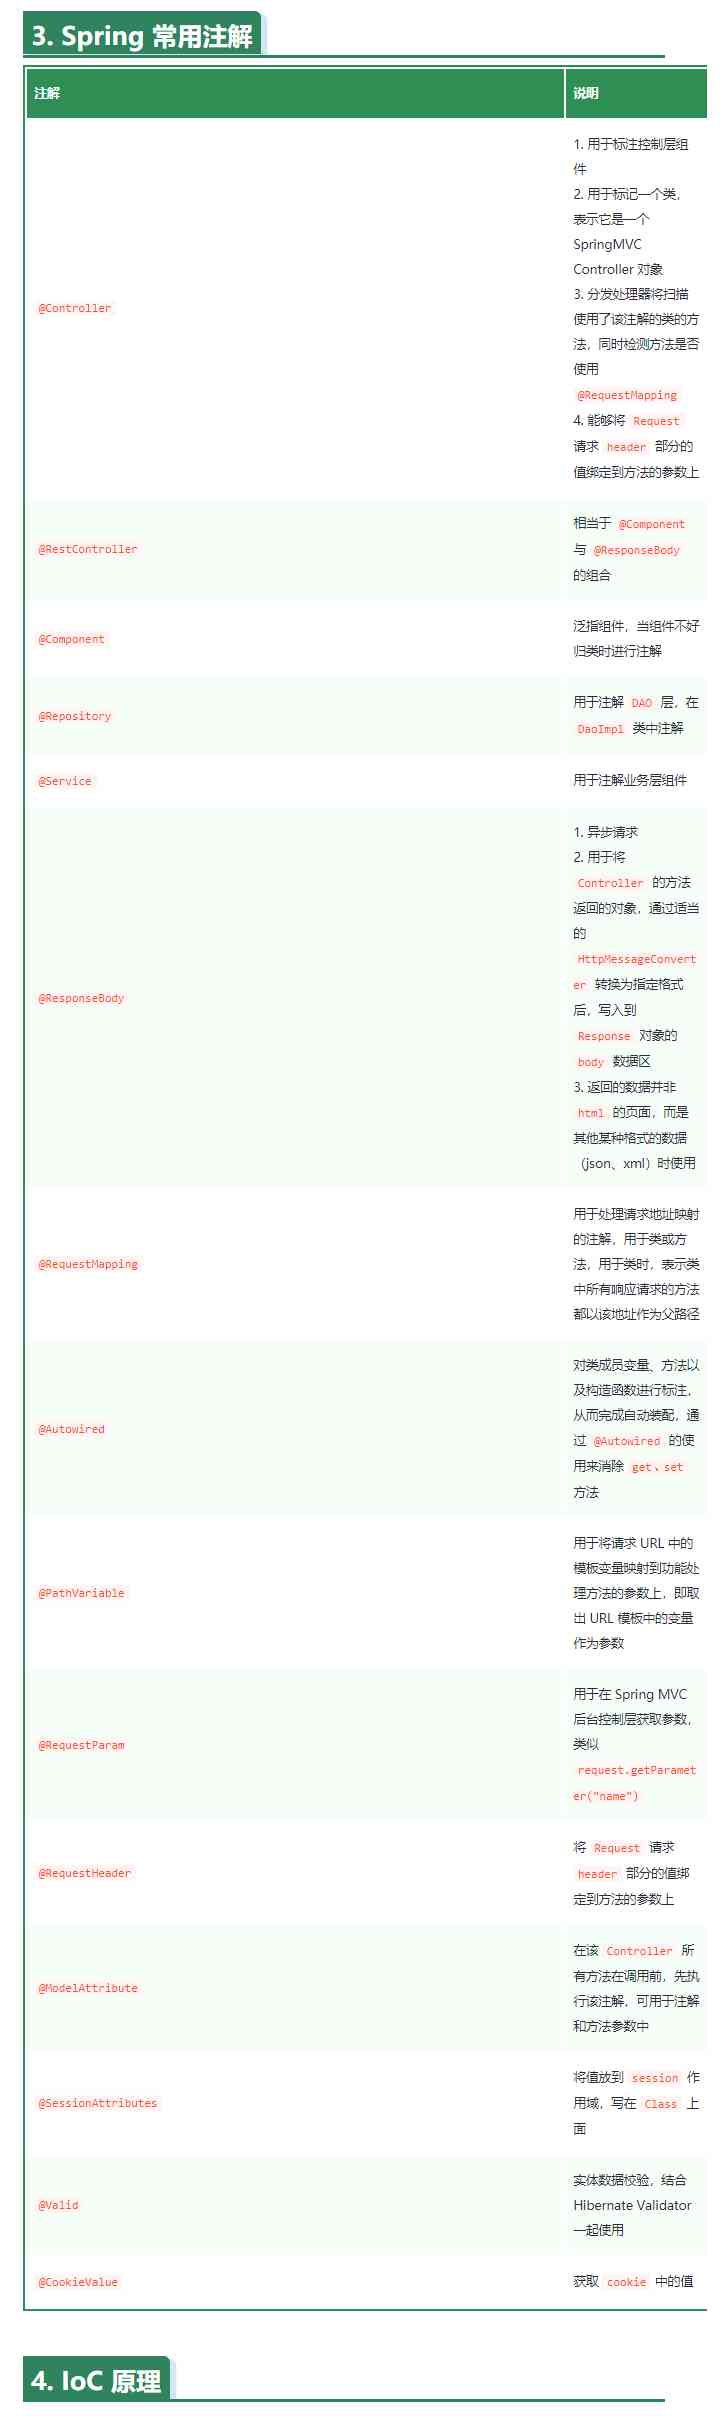 3. Spring 常用注解
注解
说明
@Controller
1. 用于标注控制层组
件
2. 用于标记一个类，
表示它是一个
SpringMVC
Controller 对象
3. 分发处理器将扫描
使用了该注解的类的方
法，同时检测方法是否
使用
@RequestMapping
4. 能够将 Request
请求 header 部分的
值绑定到方法的参数上
@RestController
相当于 @Component
与 @ResponseBody
的组合
@Component
泛指组件，当组件不好
归类时进行注解
@Repository
用于注解 DAO 层，在
DaoImpl 类中注解
@Service
用于注解业务层组件
@ResponseBody
1. 异步请求
2. 用于将
Controller 的方法
返回的对象，通过适当
的
HttpMessageConvert
er 转换为指定格式
后，写入到
Response 对象的
body 数据区
3. 返回的数据并非
html 的页面，而是
其他某种格式的数据
（json、xml）时使用
@RequestMapping
用于处理请求地址映射
的注解，用于类或方
法，用于类时，表示类
中所有响应请求的方法
都以该地址作为父路径
@Autowired
对类成员变量、方法以
及构造函数进行标注，
从而完成自动装配，通
过 @Autowired 的使
用来消除 get、set
方法
@PathVariable
用于将请求 URL 中的
模板变量映射到功能处
理方法的参数上，即取
出 URL 模板中的变量
作为参数
@RequestParam
用于在 Spring MVC
后台控制层获取参数，
类似
request.getParamet
er("name")
@RequestHeader
将 Request 请求
header 部分的值绑
定到方法的参数上
@ModelAttribute
在该 Controller 所
有方法在调用前，先执
行该注解，可用于注解
和方法参数中
@SessionAttributes
将值放到 session 作
用域，写在 Class 上
面
@Valid
实体数据校验，结合
Hibernate Validator
一起使用
@CookieValue
获取 cookie 中的值
4. IoC 原理